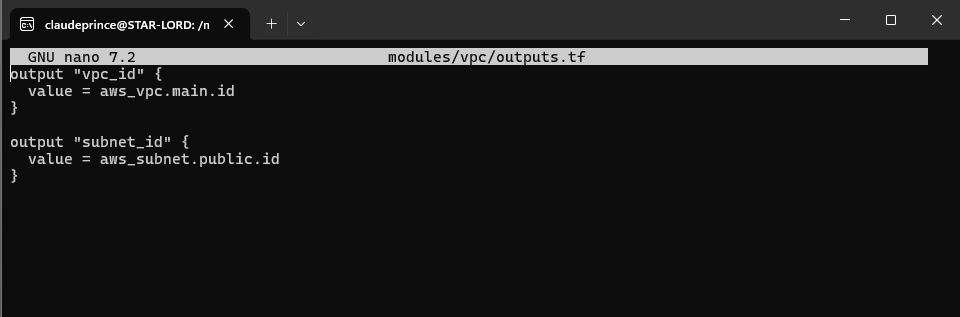 claudeprince@STAR-LORD: /n
GNU nano 7.2 modules/vpc/outputs.tf
output "vpc_id" {
  value = aws_vpc.main.id
}

output "subnet_id" {
  value = aws_subnet.public.id
}